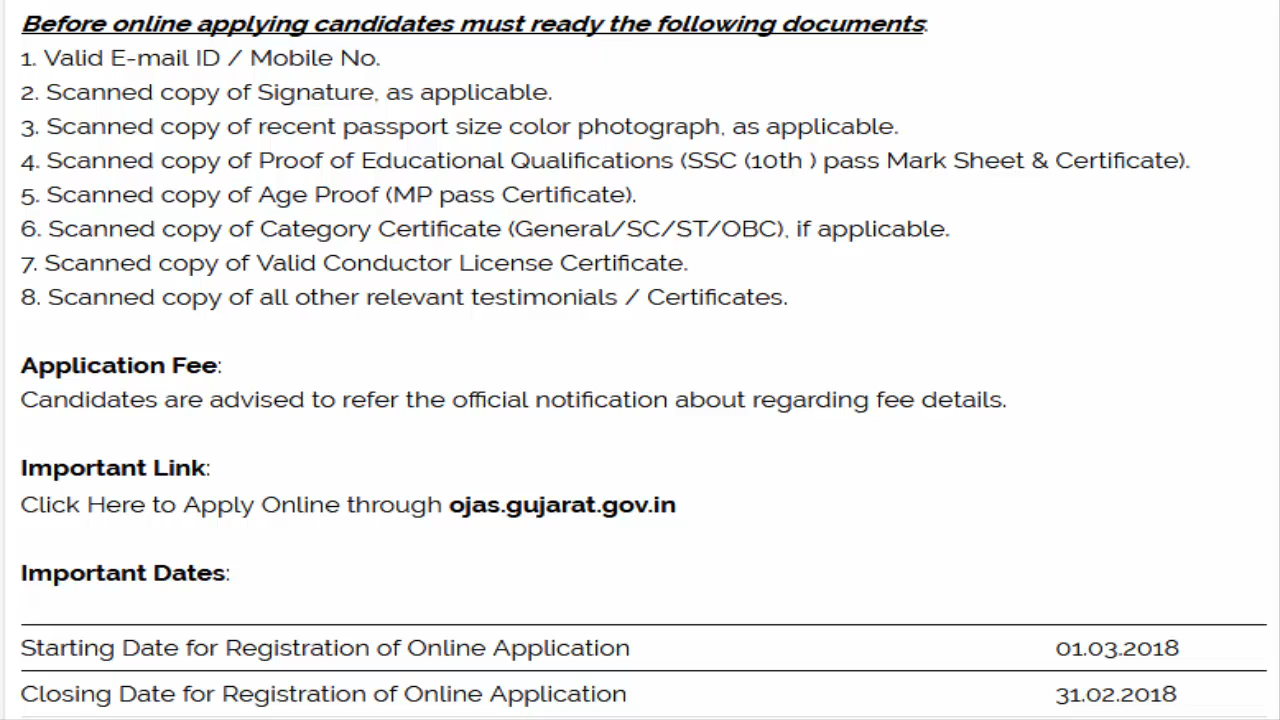 Before online applying candidates must ready the following documents:
1. Valid E-mail ID / Mobile No.
2. Scanned copy of Signature, as applicable.
3. Scanned copy of recent passport size color photograph, as applicable.
4. Scanned copy of Proof of Educational Qualifications (SSC (10th ) pass Mark Sheet & Certificate).
5. Scanned copy of Age Proof (MP pass Certificate).
6. Scanned copy of Category Certificate (General/SC/ST/OBC), if applicable.
7. Scanned copy of Valid Conductor License Certificate.
8. Scanned copy of all other relevant testimonials / Certificates.
Application Fee:
Candidates are advised to refer the official notification about regarding fee details.
Important Link:
Click Here to Apply Online through ojas.gujarat.gov.in
Important Dates:
Starting Date for Registration of Online Application 01.03.2018
Closing Date for Registration of Online Application 31.02.2018